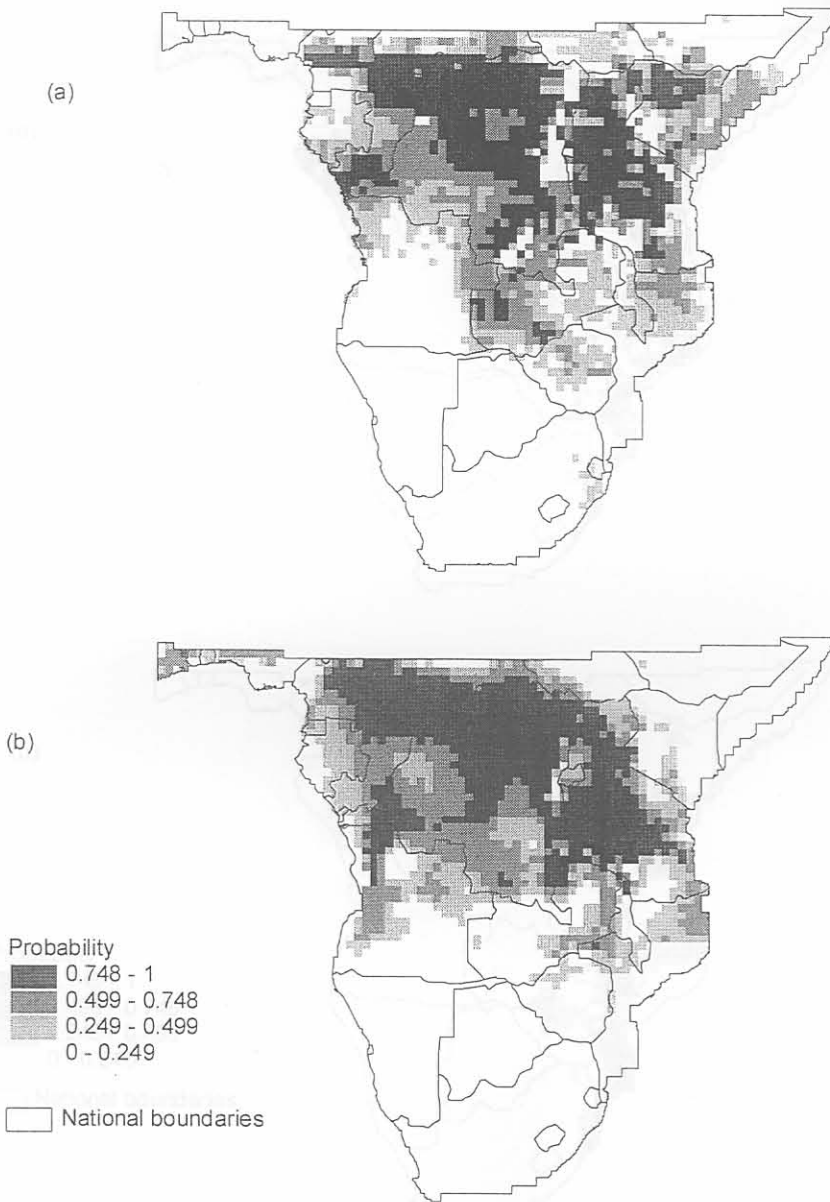 (a)
(b)
Probability
0.748 - 1
0.499 - 0.748
0.249 - 0.499
0 - 0.249
National boundaries